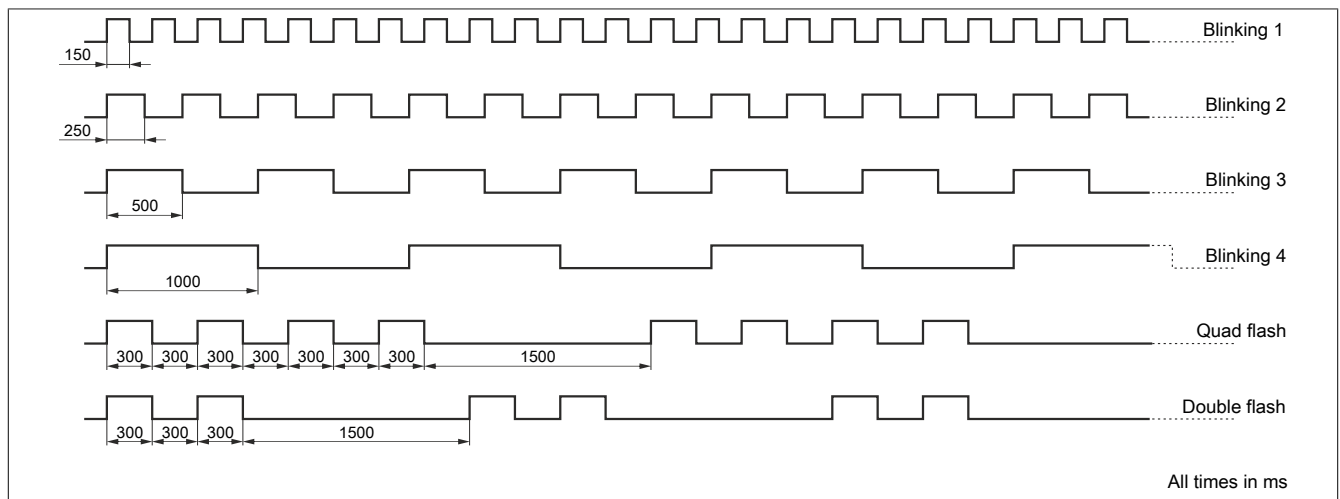 Blinking 1
150
Blinking 2
250
Blinking 3
500
Blinking 4
1000
Quad flash
300 300 300 300 300 300 300 1500
Double flash
300 300 300 1500
All times in ms